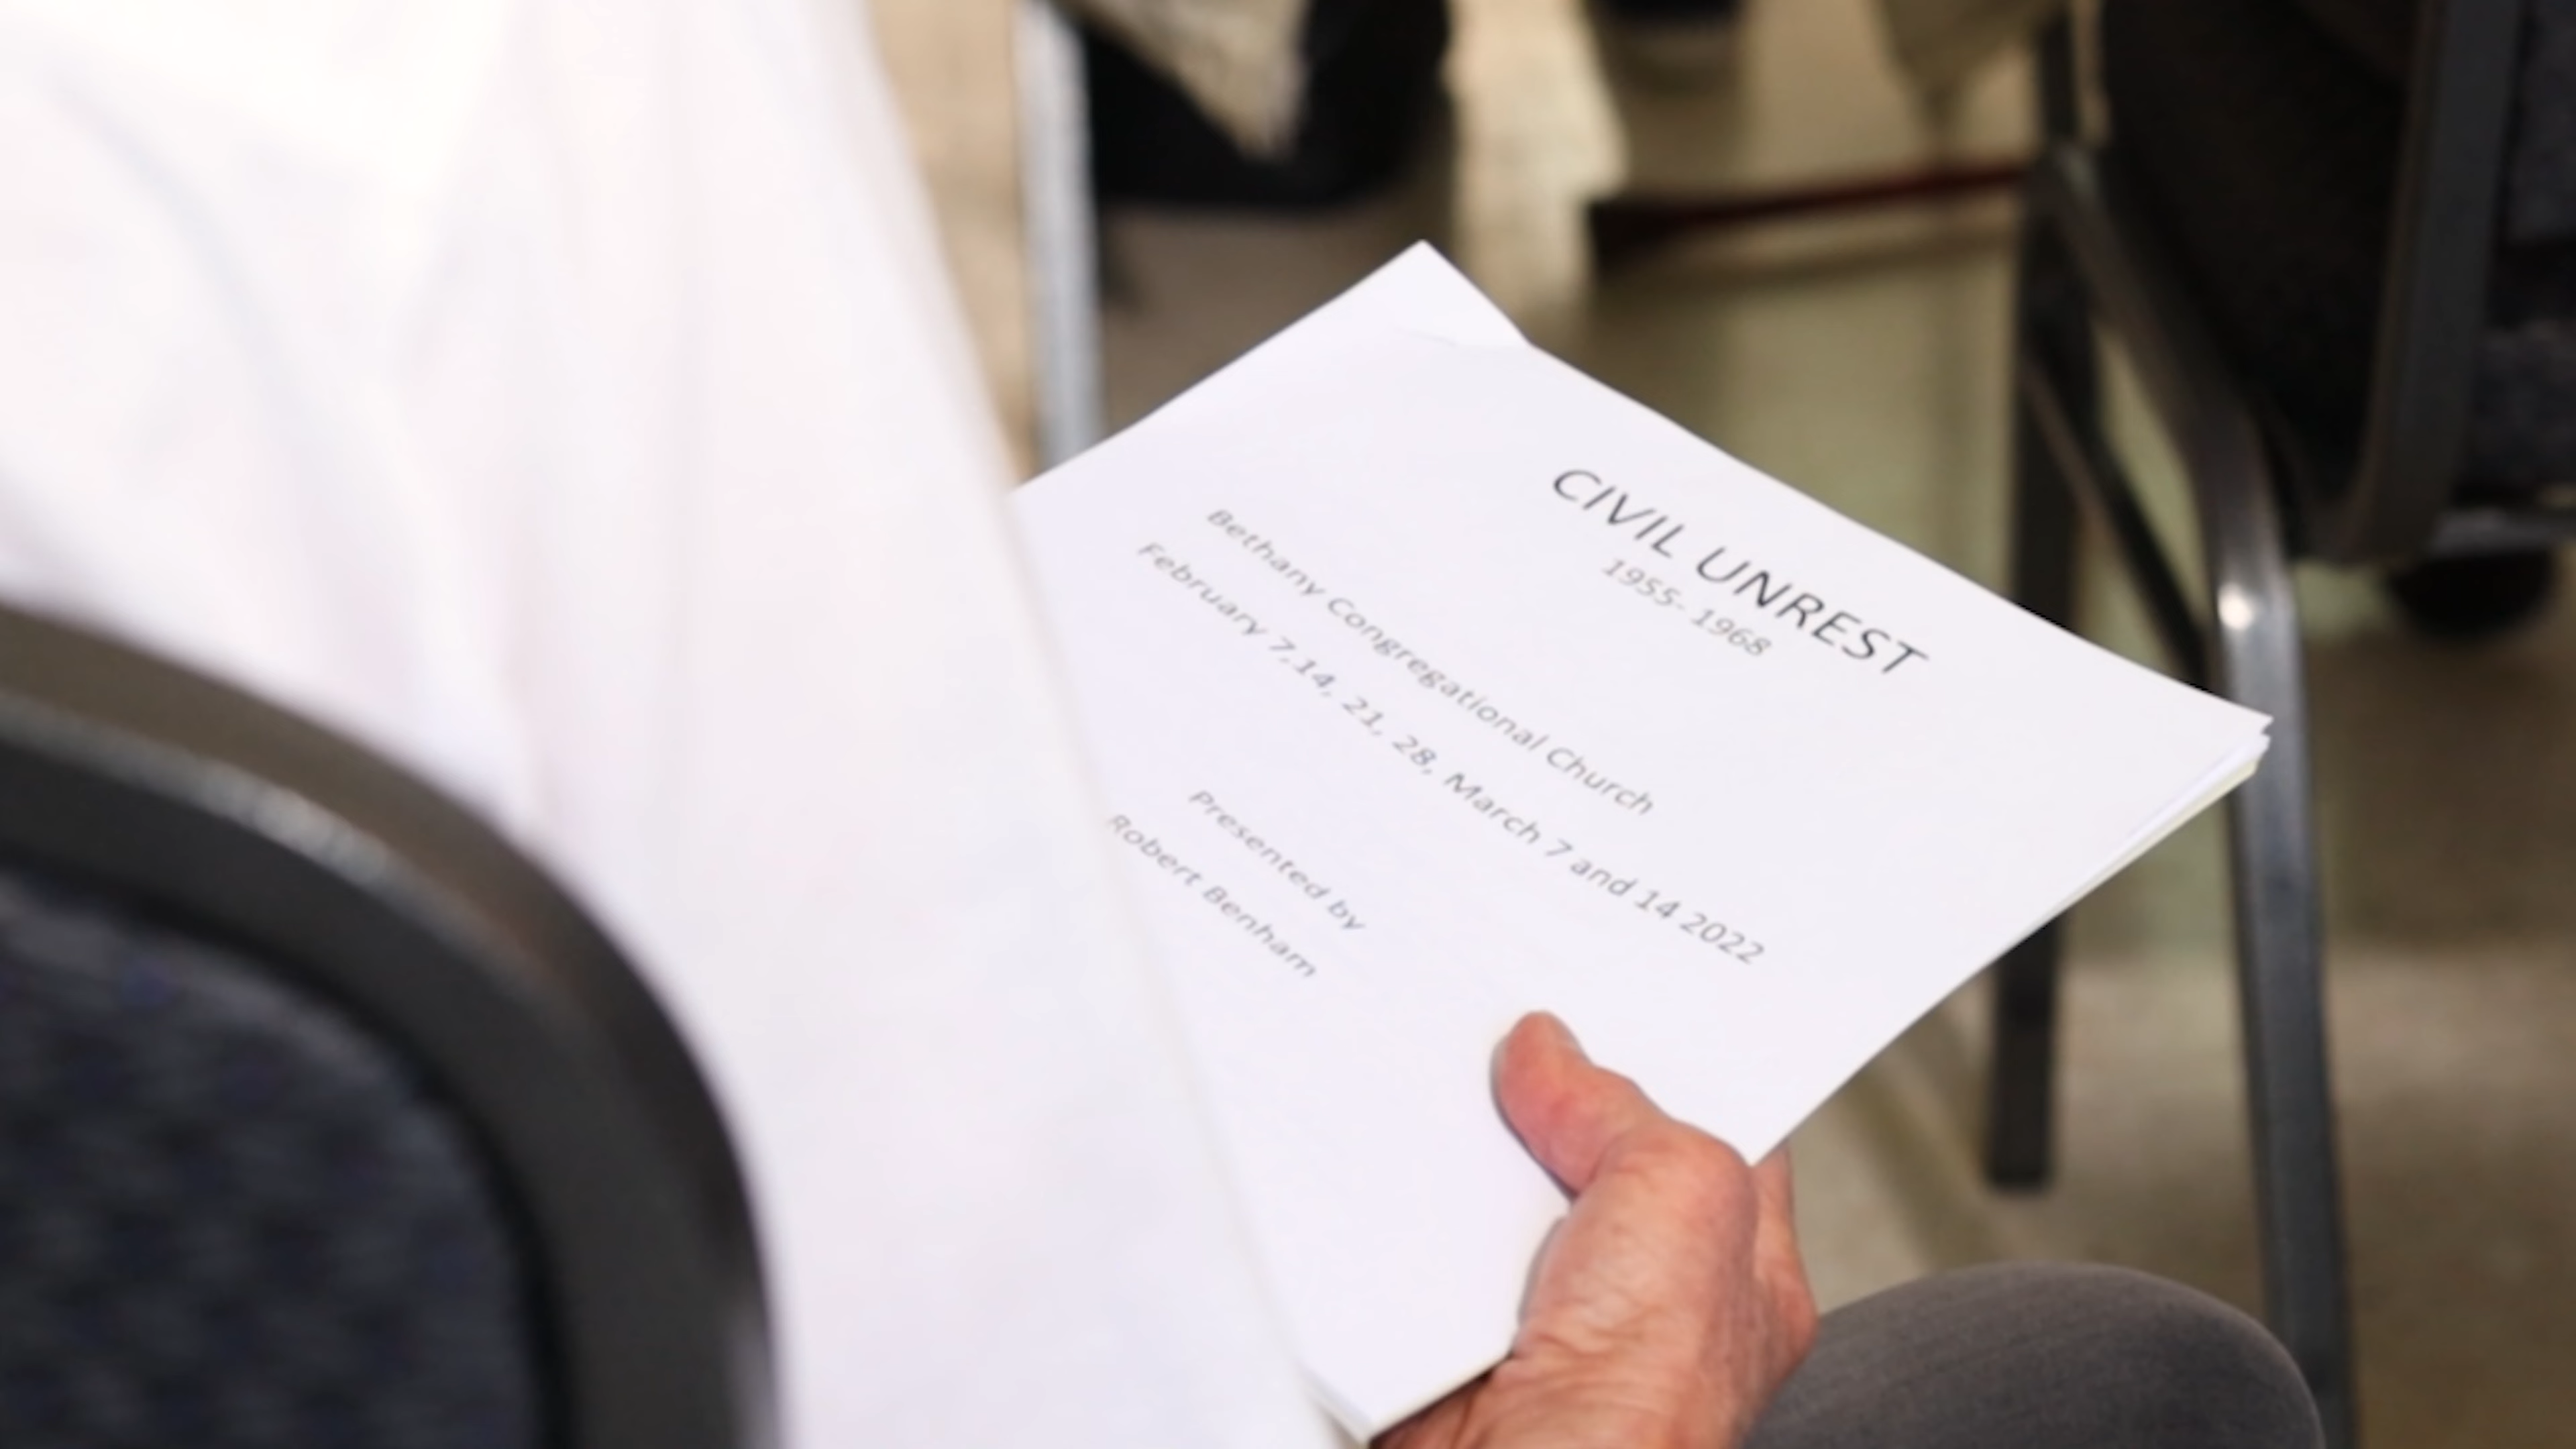 CIVIL UNREST
1955- 1968
Bethany Congregational Church
February 7,14, 21, 28, March 7 and 14 2022
Presented by
Robert Benham